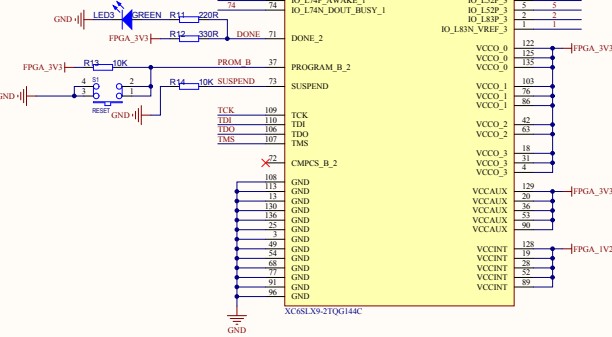 74 74 IO_L74P_AWAKE_1
IO_L74N_DOUT_BUSY_1
IO_L52P_3 5 5
IO_L83P_3 2 2
IO_L83N_VREF_3 1 1
GND LED3 GREEN R11 220R
FPGA_3V3 R12 330R DONE 71 DONE_2
FPGA_3V3 R13 10K PROM_B 37 PROGRAM_B_2
R14 10K SUSPEND 73 SUSPEND
S1
4 2
3 1
RESET
GND
GND
TCK 109 TCK
TDI 110 TDI
TDO 106 TDO
TMS 107 TMS
72 CMPCS_B_2
108 GND
113 GND
13 GND
130 GND
136 GND
25 GND
3 GND
49 GND
54 GND
68 GND
77 GND
91 GND
96 GND
GND
VCCO_0 122 FPGA_3V3
VCCO_0 125
VCCO_0 135
VCCO_1 103
VCCO_1 76
VCCO_1 86
VCCO_2 42
VCCO_2 63
VCCO_3 18
VCCO_3 31
VCCO_3 4
VCCAUX 129 FPGA_3V3
VCCAUX 20
VCCAUX 36
VCCAUX 53
VCCAUX 90
VCCINT 128 FPGA_1V2
VCCINT 19
VCCINT 28
VCCINT 52
VCCINT 89
XC6SLX9-2TQG144C